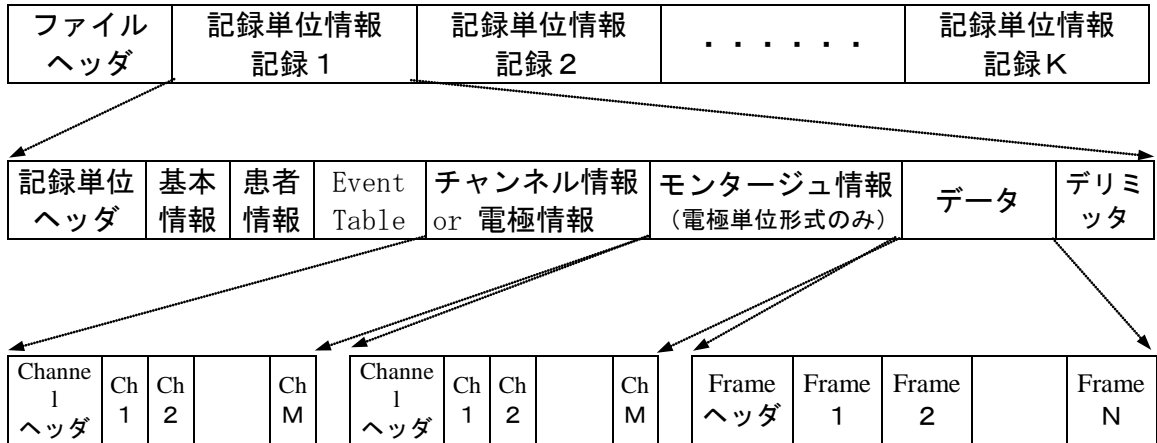 ファイル
ヘッダ
記録単位情報
記録1
記録単位情報
記録2
・・・・・・
記録単位情報
記録K
記録単位
ヘッダ
基本
情報
患者
情報
Event
Table
チャンネル情報
or 電極情報
モンタージュ情報
(電極単位形式のみ)
データ
デリミ
ッタ
Channe
l
ヘッダ
Ch
1
Ch
2
Ch
M
Channe
l
ヘッダ
Ch
1
Ch
2
Ch
M
Frame
ヘッダ
Frame
1
Frame
2
Frame
N